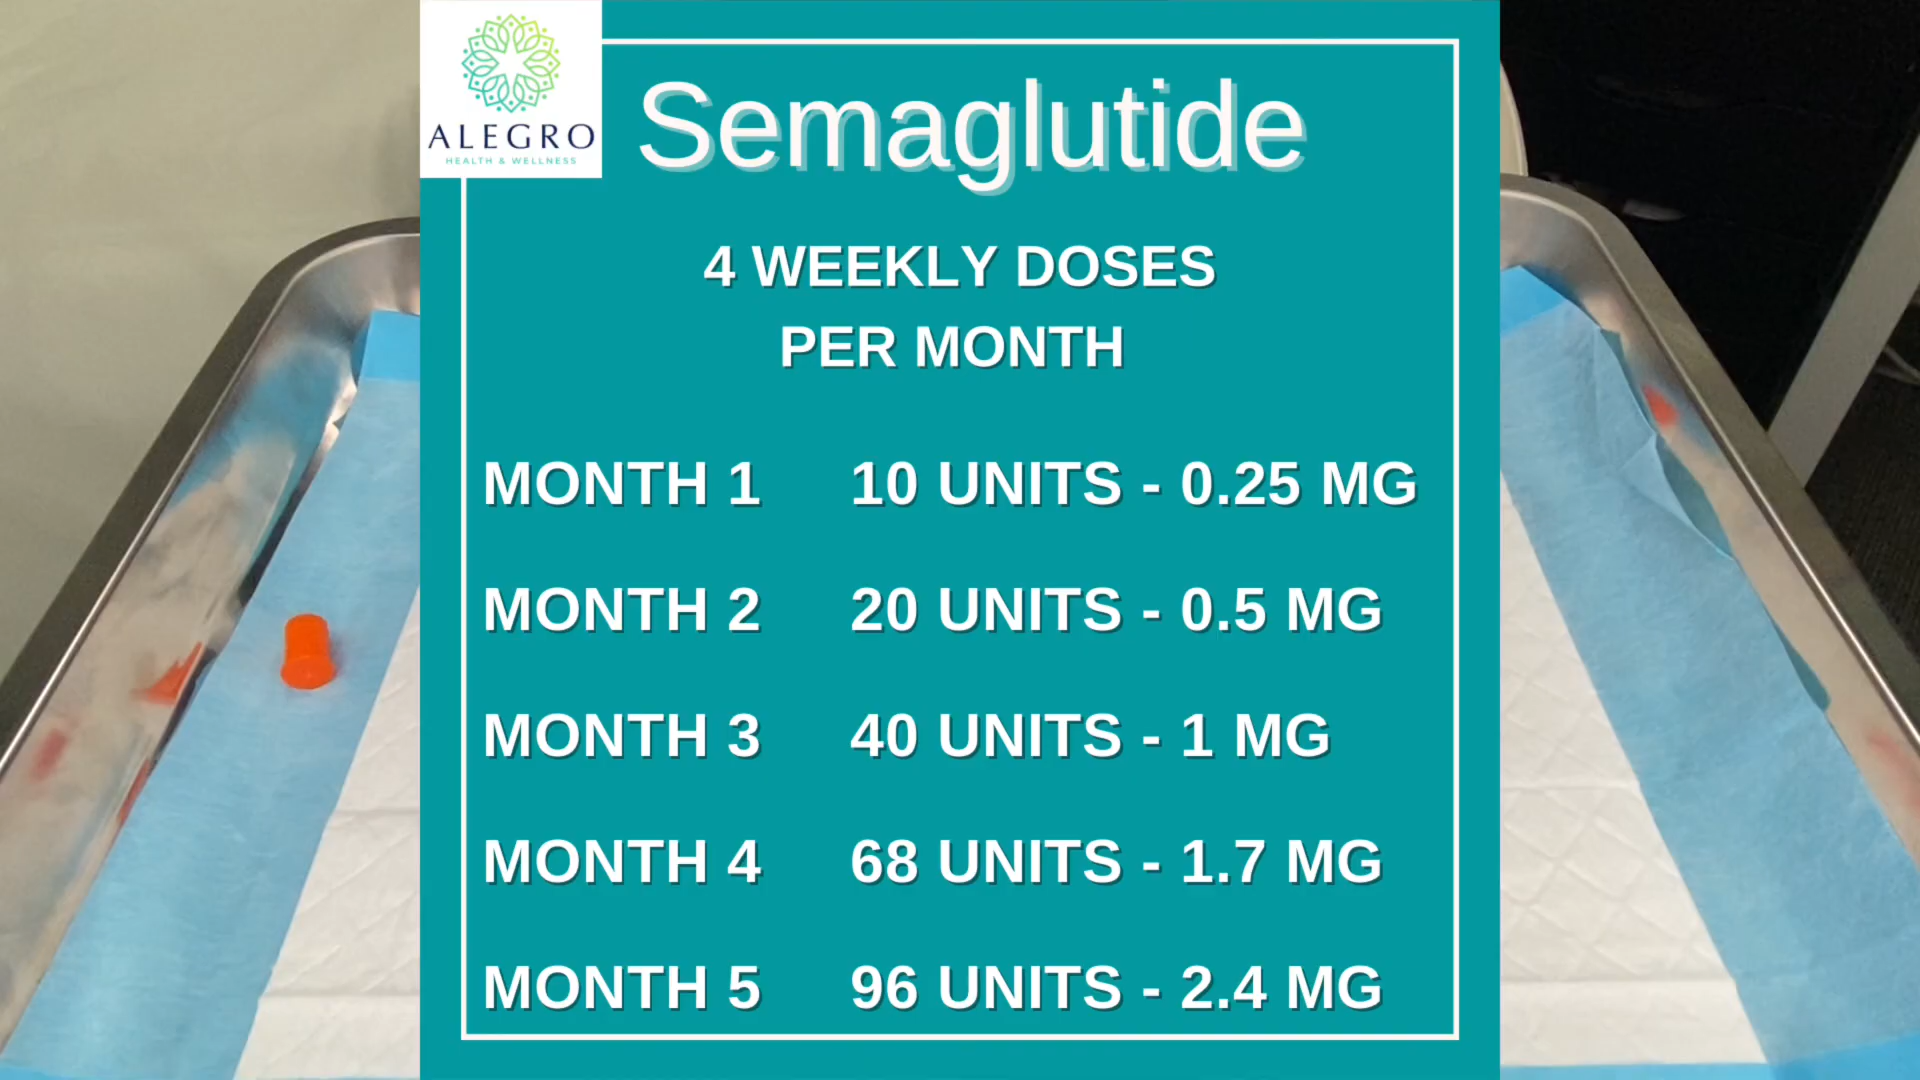 ALEGRO
HEALTH & WELLNESS
Semaglutide
4 WEEKLY DOSES
PER MONTH
MONTH 1 10 UNITS - 0.25 MG
MONTH 2 20 UNITS - 0.5 MG
MONTH 3 40 UNITS - 1 MG
MONTH 4 68 UNITS - 1.7 MG
MONTH 5 96 UNITS - 2.4 MG